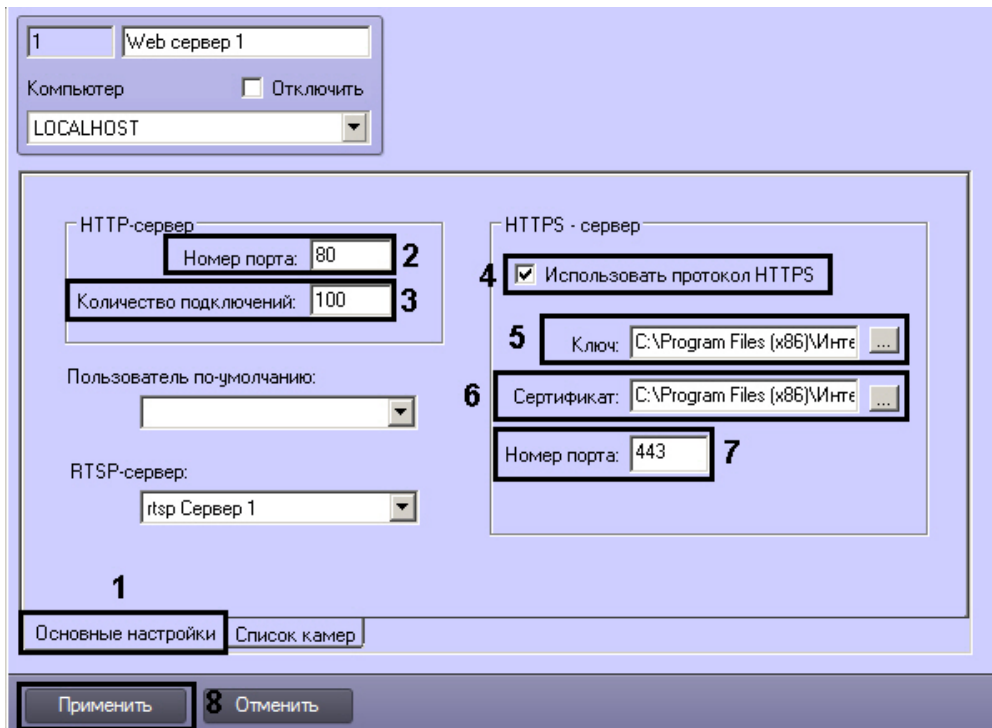 1
Web сервер 1
Компьютер
Отключить
LOCALHOST
HTTP-сервер
Номер порта: 80 2
Количество подключений: 100 3
Пользователь по-умолчанию:
RTSP-сервер:
rtsp Сервер 1
HTTPS - сервер
4 Использовать протокол HTTPS
5 Ключ: C:\Program Files (x86)\Инте ...
6 Сертификат: C:\Program Files (x86)\Инте ...
Номер порта: 443 7
1
Основные настройки
Список камер
Применить 8
Отменить